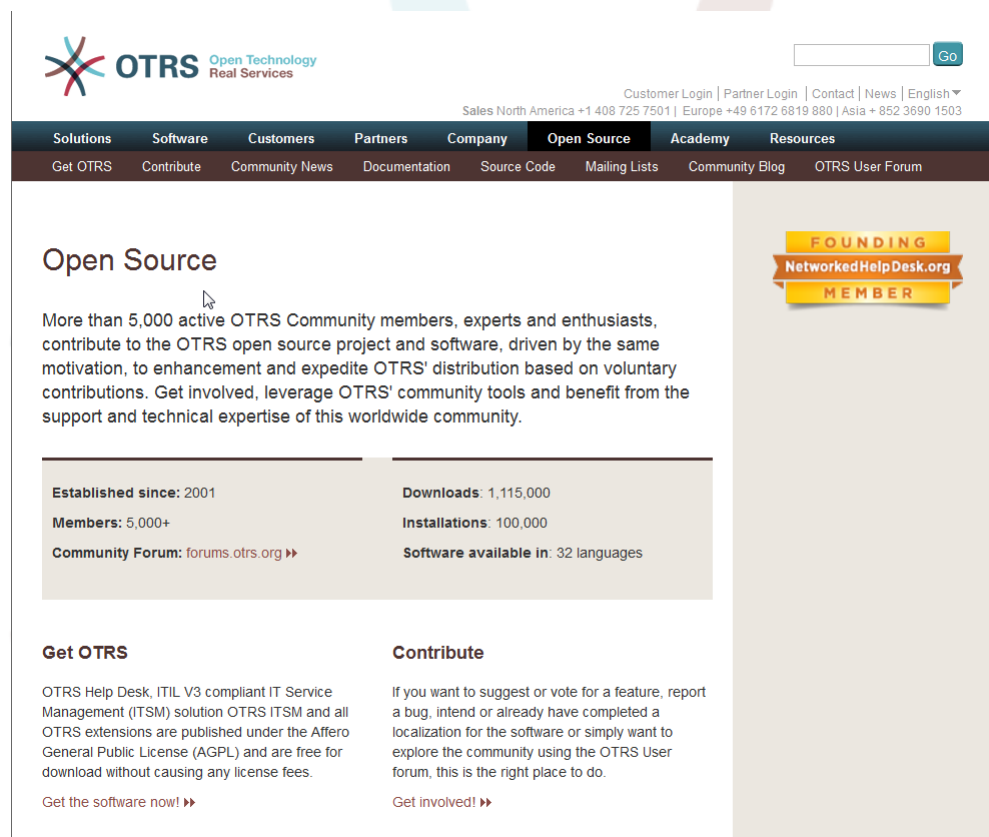 OTRS Open Technology
Real Services
Go
Customer Login | Partner Login | Contact | News | English
Sales North America +1 408 725 7501 | Europe +49 6172 6819 880 | Asia + 852 3690 1503
Solutions Software Customers Partners Company Open Source Academy Resources
Get OTRS Contribute Community News Documentation Source Code Mailing Lists Community Blog OTRS User Forum
FOUNDING
NetworkedHelpDesk.org
MEMBER
Open Source
More than 5,000 active OTRS Community members, experts and enthusiasts,
contribute to the OTRS open source project and software, driven by the same
motivation, to enhancement and expedite OTRS' distribution based on voluntary
contributions. Get involved, leverage OTRS' community tools and benefit from the
support and technical expertise of this worldwide community.
Established since: 2001
Members: 5,000+
Community Forum: forums.otrs.org
Downloads: 1,115,000
Installations: 100,000
Software available in: 32 languages
Get OTRS
OTRS Help Desk, ITIL V3 compliant IT Service
Management (ITSM) solution OTRS ITSM and all
OTRS extensions are published under the Affero
General Public License (AGPL) and are free for
download without causing any license fees.
Get the software now!
Contribute
If you want to suggest or vote for a feature, report
a bug, intend or already have completed a
localization for the software or simply want to
explore the community using the OTRS User
forum, this is the right place to do.
Get involved!